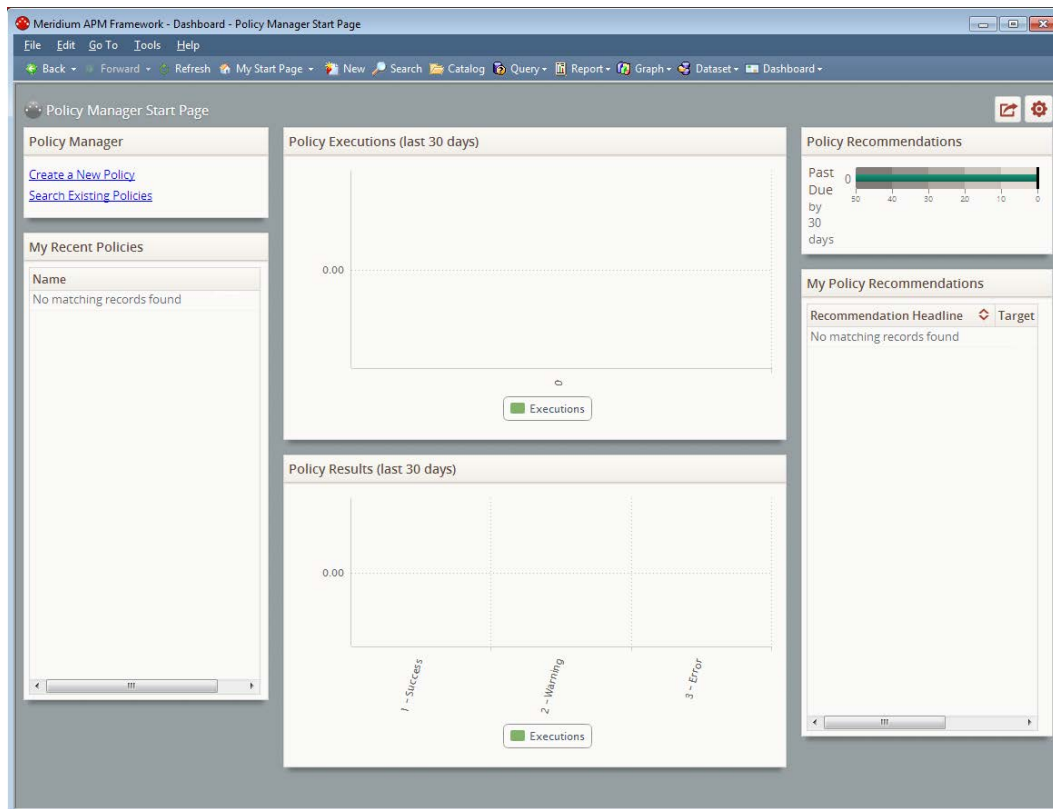 Meridium APM Framework - Dashboard - Policy Manager Start Page
File Edit Go To Tools Help
Back Forward Refresh My Start Page New Search Catalog Query Report Graph Dataset Dashboard
Policy Manager Start Page
Policy Manager
Create a New Policy
Search Existing Policies
My Recent Policies
Name
No matching records found
Policy Executions (last 30 days)
0.00
0
Executions
Policy Results (last 30 days)
0.00
1 - Success
2 - Warning
3 - Error
Executions
Policy Recommendations
Past
Due
by
30
days
0
50 40 30 20 10 0
My Policy Recommendations
Recommendation Headline Target
No matching records found